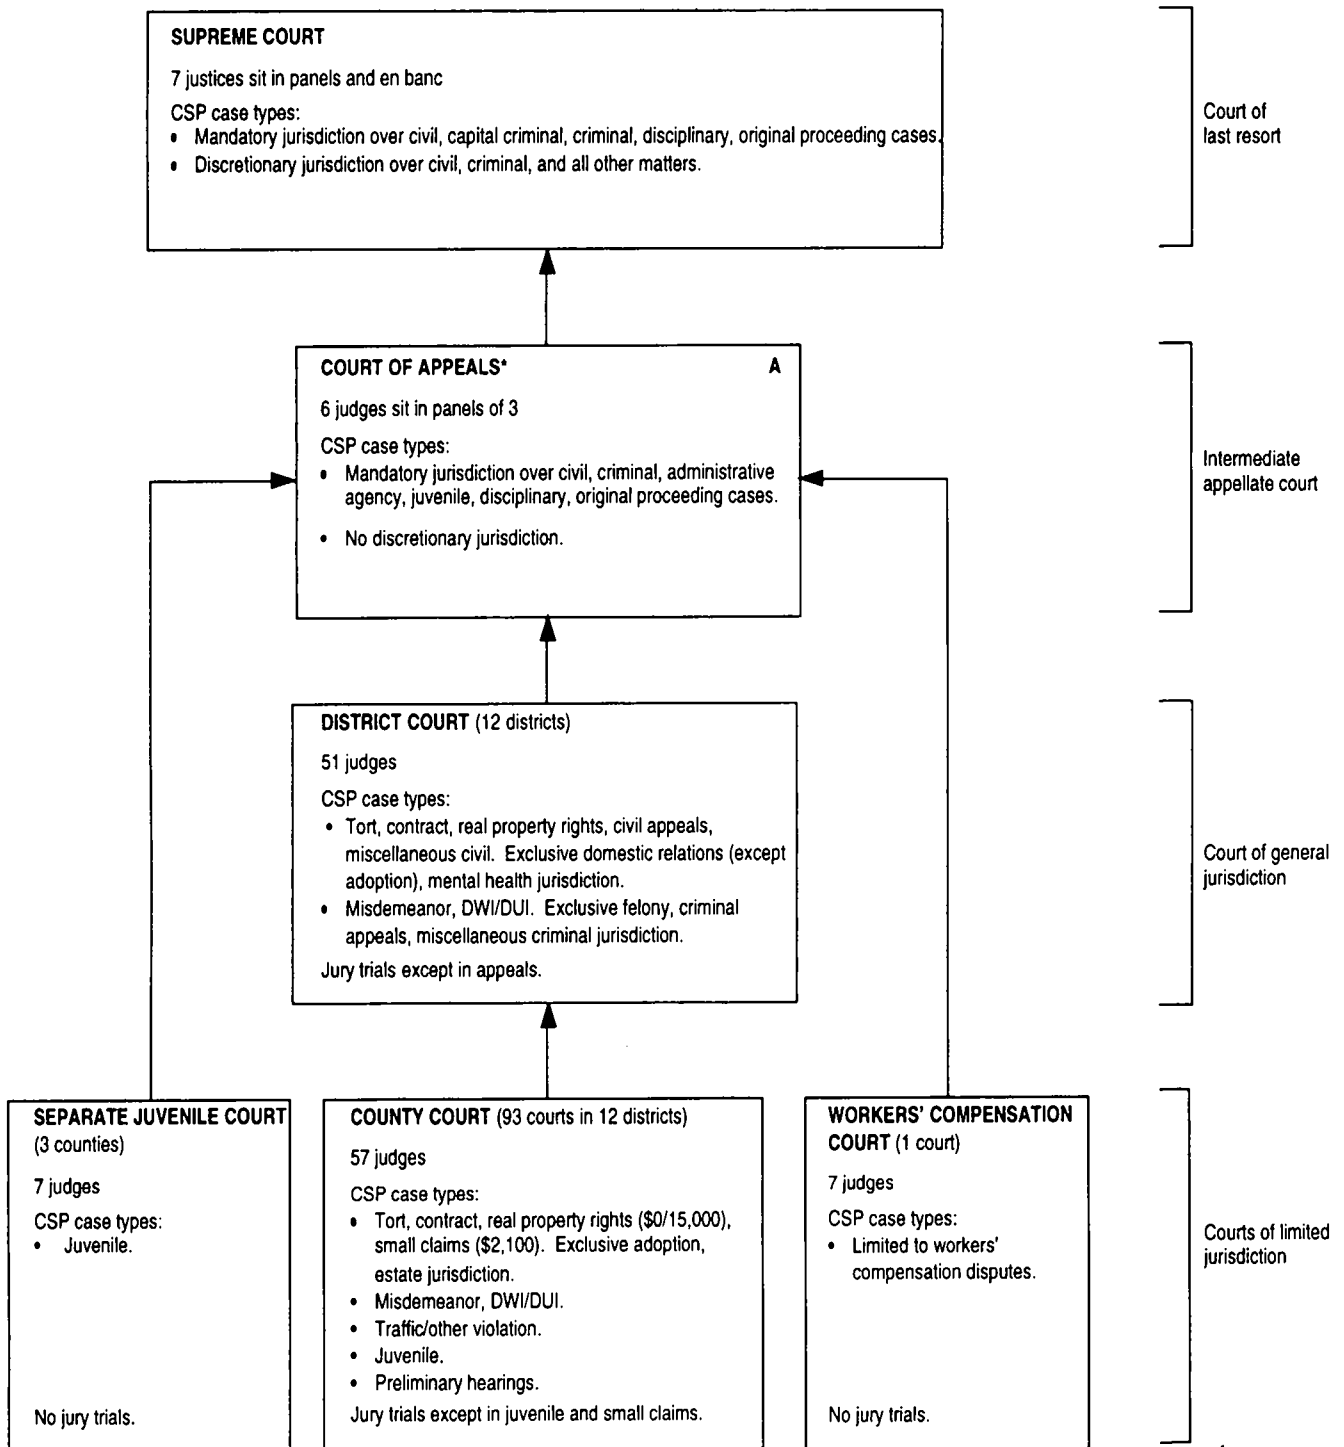 SUPREME COURT
7 justices sit in panels and en banc
CSP case types:
• Mandatory jurisdiction over civil, capital criminal, criminal, disciplinary, original proceeding cases.
• Discretionary jurisdiction over civil, criminal, and all other matters.
Court of
last resort
COURT OF APPEALS* A
6 judges sit in panels of 3
CSP case types:
• Mandatory jurisdiction over civil, criminal, administrative
agency, juvenile, disciplinary, original proceeding cases.
• No discretionary jurisdiction.
Intermediate
appellate court
DISTRICT COURT (12 districts)
51 judges
CSP case types:
• Tort, contract, real property rights, civil appeals,
miscellaneous civil. Exclusive domestic relations (except
adoption), mental health jurisdiction.
• Misdemeanor, DWI/DUI. Exclusive felony, criminal
appeals, miscellaneous criminal jurisdiction.
Jury trials except in appeals.
Court of general
jurisdiction
SEPARATE JUVENILE COURT
(3 counties)
7 judges
CSP case types:
• Juvenile.
No jury trials.
COUNTY COURT (93 courts in 12 districts)
57 judges
CSP case types:
• Tort, contract, real property rights ($0/15,000),
small claims ($2,100). Exclusive adoption,
estate jurisdiction.
• Misdemeanor, DWI/DUI.
• Traffic/other violation.
• Juvenile.
• Preliminary hearings.
Jury trials except in juvenile and small claims.
WORKERS' COMPENSATION
COURT (1 court)
7 judges
CSP case types:
• Limited to workers'
compensation disputes.
No jury trials.
Courts of limited
jurisdiction